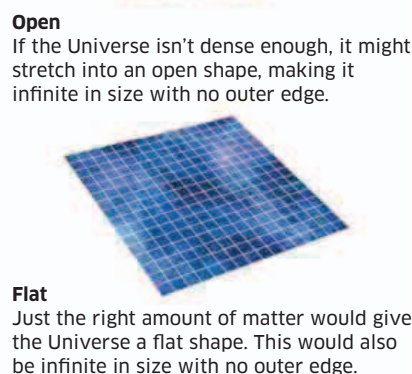 Open
If the Universe isn’t dense enough, it might
stretch into an open shape, making it
infinite in size with no outer edge.
Flat
Just the right amount of matter would give
the Universe a flat shape. This would also
be infinite in size with no outer edge.